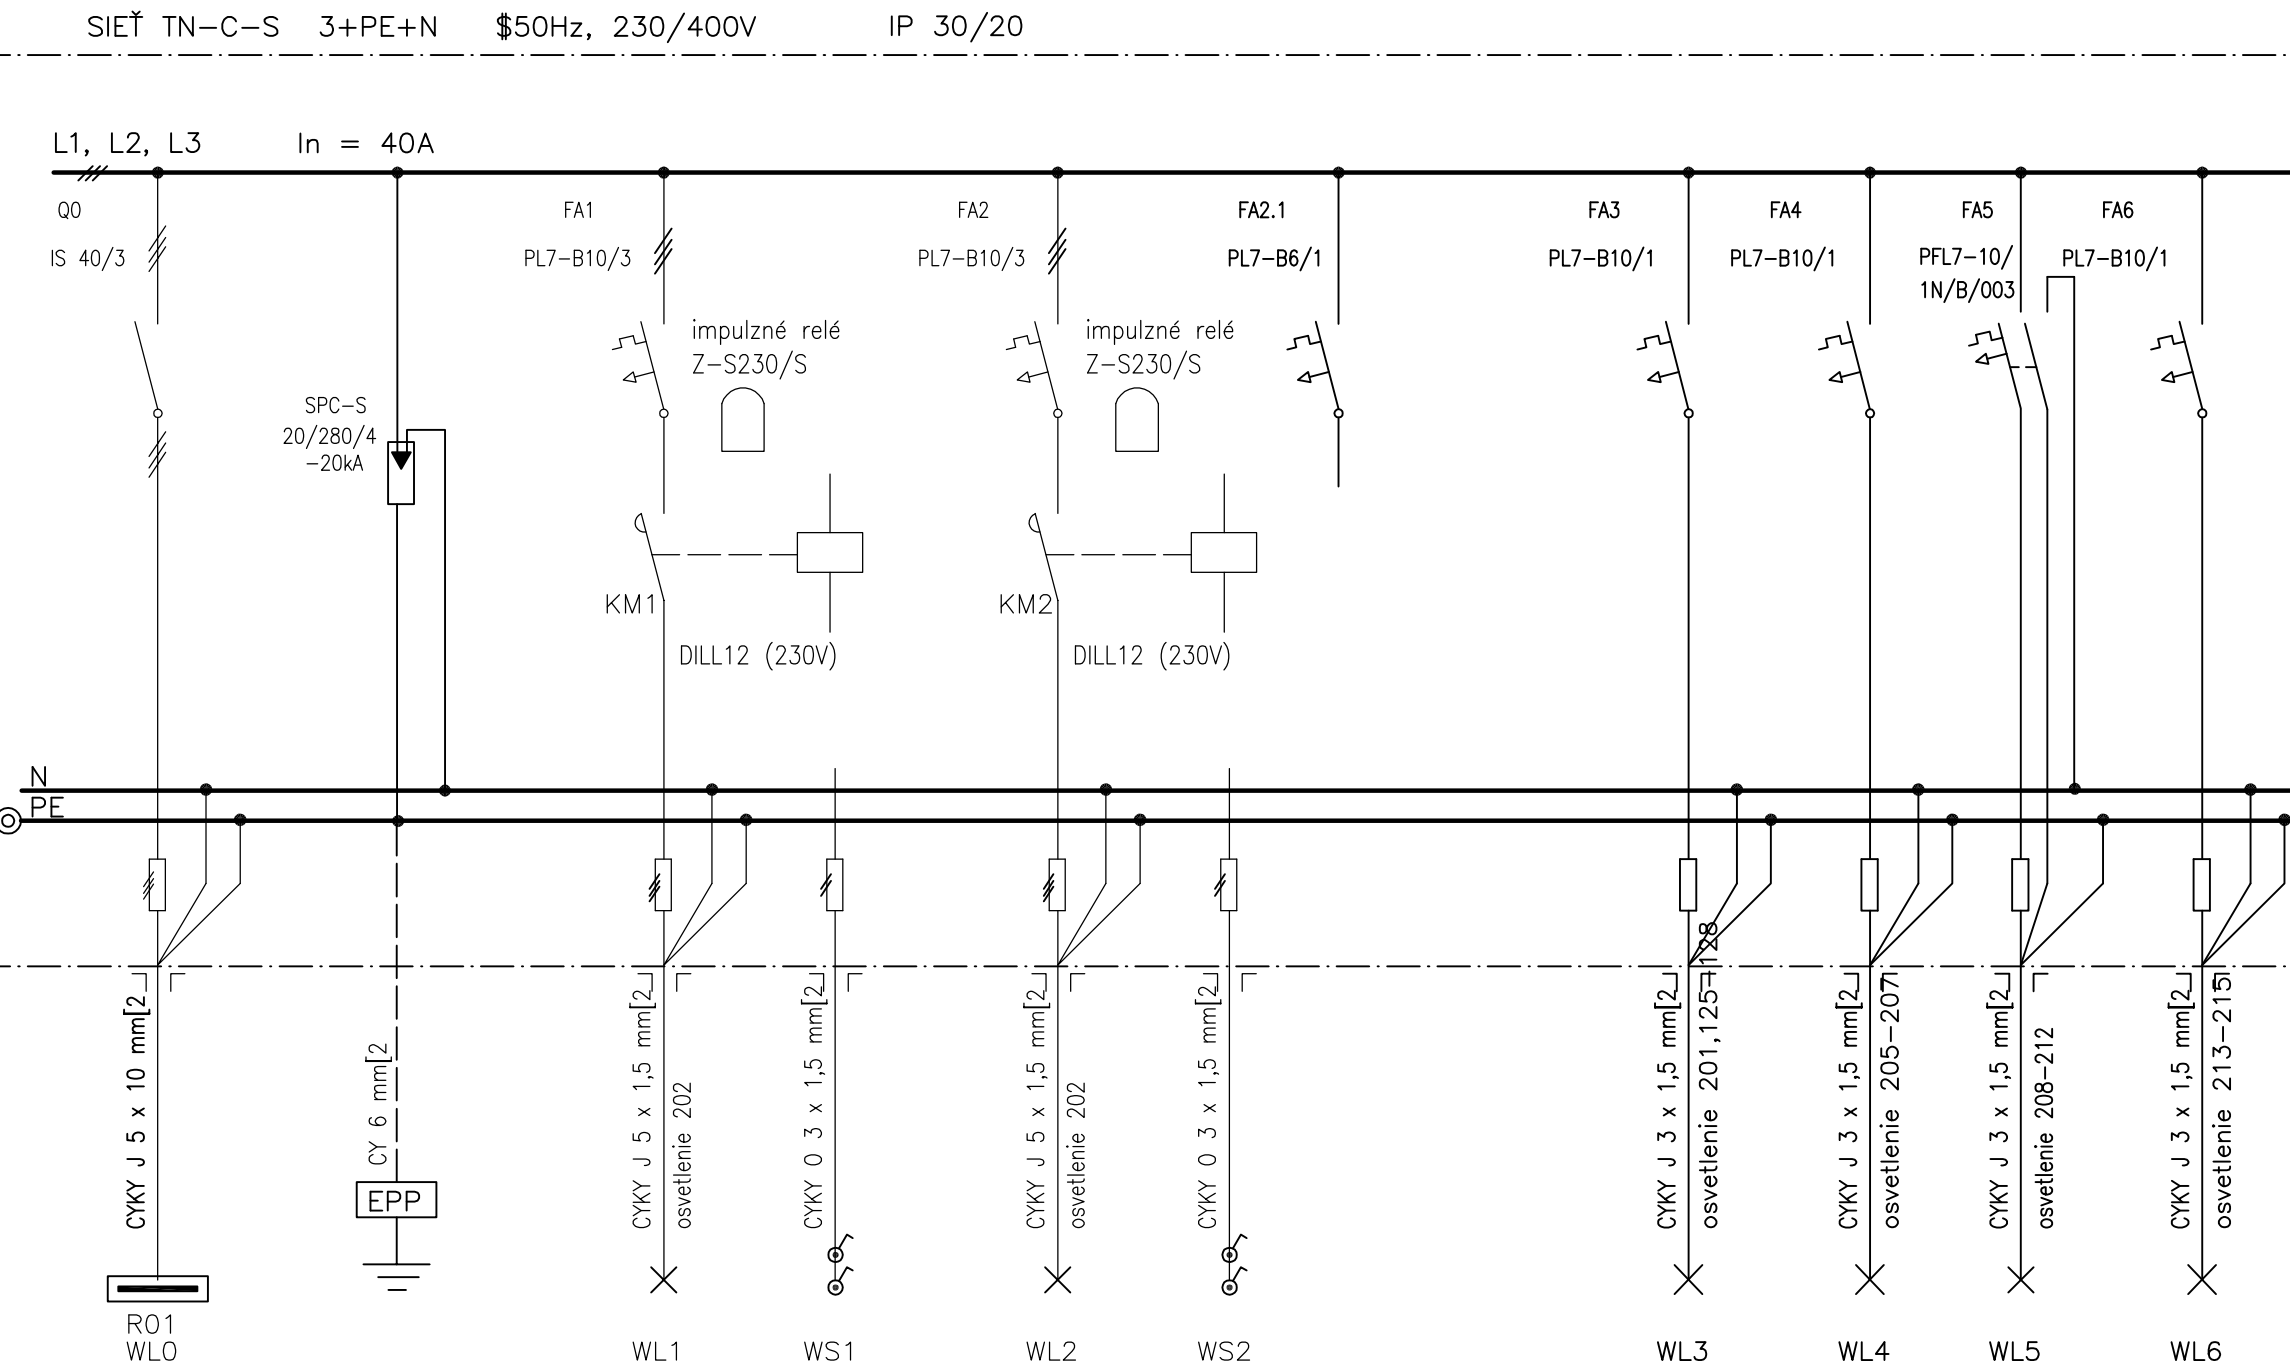 SIEŤ TN-C-S 3+PE+N $50Hz, 230/400V IP 30/20
L1, L2, L3 In = 40A
Q0
IS 40/3
SPC-S
20/280/4
-20kA
FA1
PL7-B10/3
impulzné relé
Z-S230/S
KM1
DILL12 (230V)
FA2
PL7-B10/3
impulzné relé
Z-S230/S
KM2
DILL12 (230V)
FA2.1
PL7-B6/1
FA3
PL7-B10/1
FA4
PL7-B10/1
FA5
PFL7-10/
1N/B/003
FA6
PL7-B10/1
N
PE
CYKY J 5 x 10 mm[2
CY 6 mm[2
EPP
CYKY J 5 x 1,5 mm[2
osvetlenie 202
CYKY O 3 x 1,5 mm[2
CYKY J 5 x 1,5 mm[2
osvetlenie 202
CYKY O 3 x 1,5 mm[2
CYKY J 3 x 1,5 mm[2
osvetlenie 201,125-128
CYKY J 3 x 1,5 mm[2
osvetlenie 205-207
CYKY J 3 x 1,5 mm[2
osvetlenie 208-212
CYKY J 3 x 1,5 mm[2
osvetlenie 213-215
R01
WL0
WL1
WS1
WL2
WS2
WL3
WL4
WL5
WL6